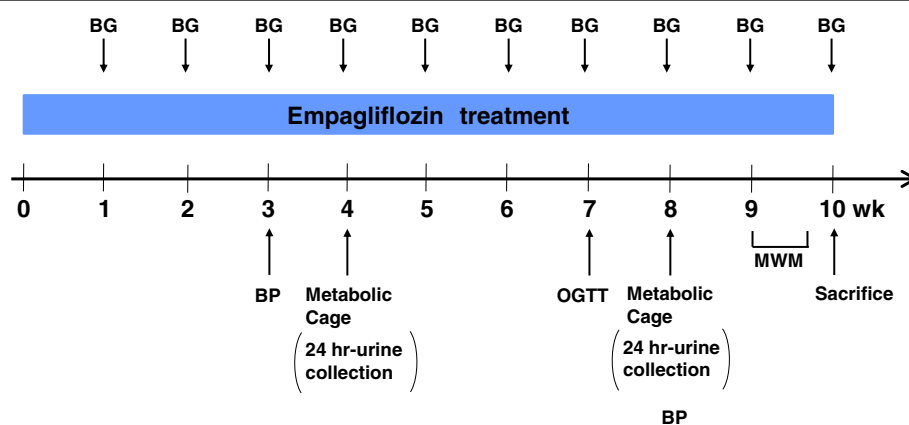 BG BG BG BG BG BG BG BG BG BG
Empagliflozin treatment
0 1 2 3 4 5 6 7 8 9 10 wk
MWM
BP Metabolic OGTT Metabolic Sacrifice
Cage Cage
24 hr-urine 24 hr-urine
collection collection
BP